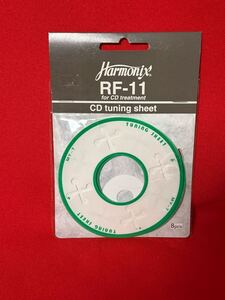 Harmonix®
RF-11
for CD treatment
CD tuning sheet
TUNING SHEET
TUNING SHEET
8pcs